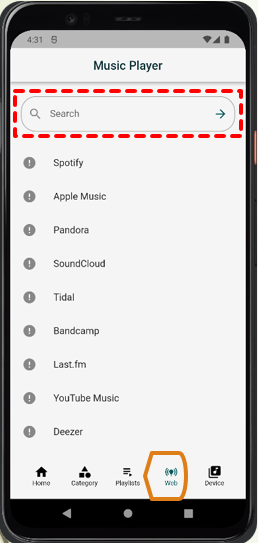 4:31
Music Player
Search
Spotify
Apple Music
Pandora
SoundCloud
Tidal
Bandcamp
Last.fm
YouTube Music
Deezer
Home Category Playlists Web Device